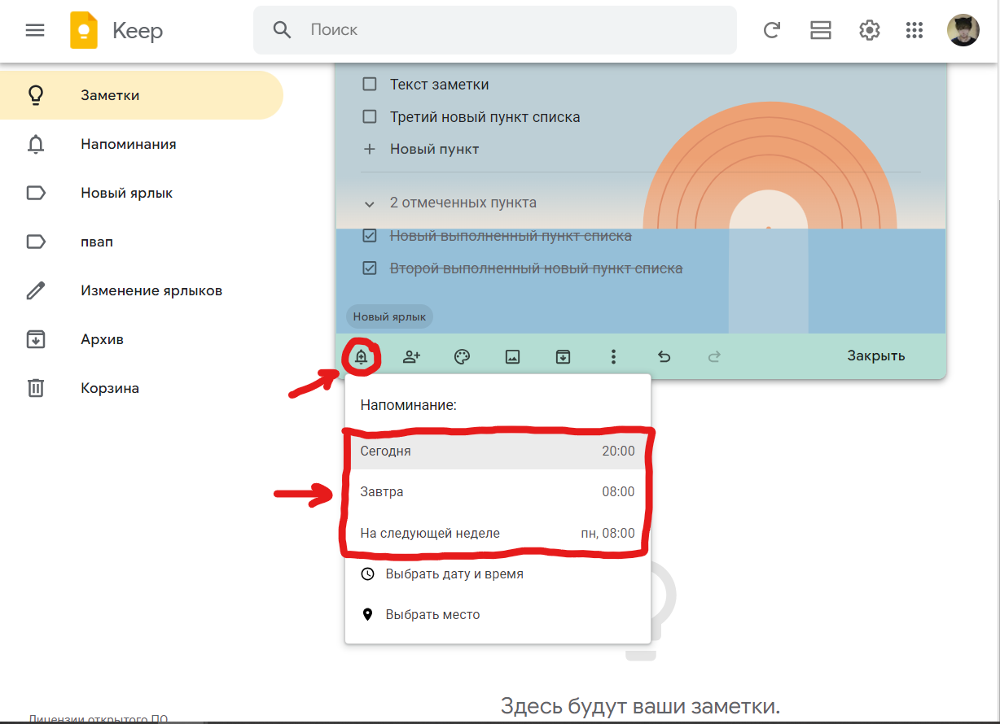 Keep
Поиск
Заметки
Напоминания
Новый ярлык
пвап
Изменение ярлыков
Архив
Корзина
Лицензии открытого ПО
Текст заметки
Третий новый пункт списка
Новый пункт
2 отмеченных пункта
Новый выполненный пункт списка
Второй выполненный новый пункт списка
Новый ярлык
Закрыть
Напоминание:
Сегодня 20:00
Завтра 08:00
На следующей неделе пн, 08:00
Выбрать дату и время
Выбрать место
Здесь будут ваши заметки.